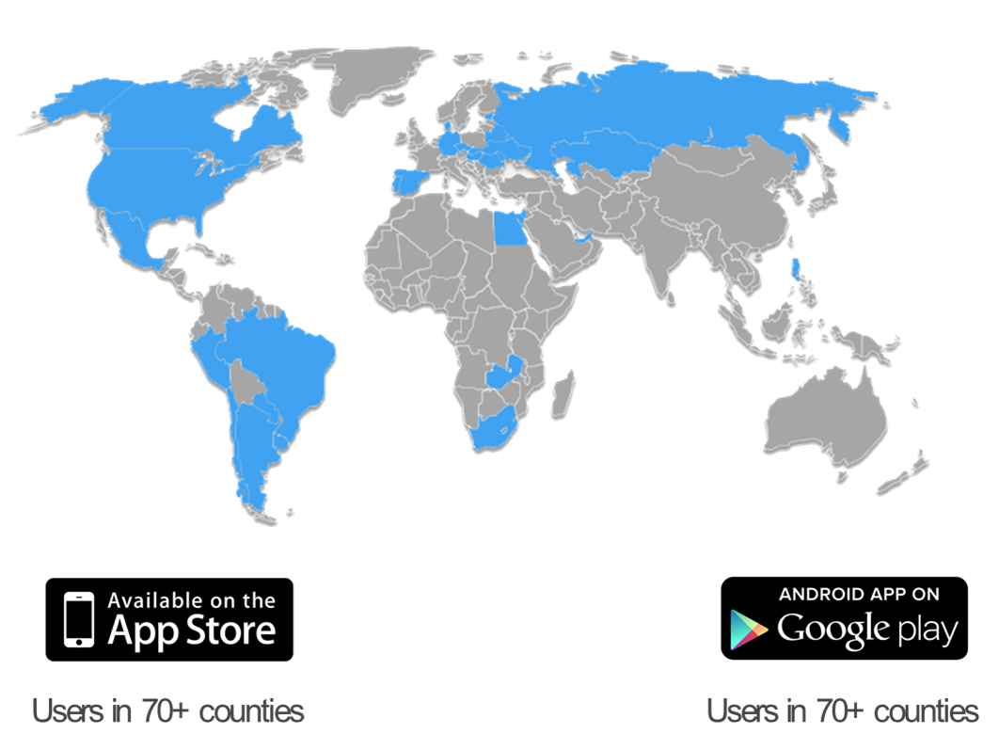 Available on the
App Store
Users in 70+ counties
ANDROID APP ON
Google play
Users in 70+ counties